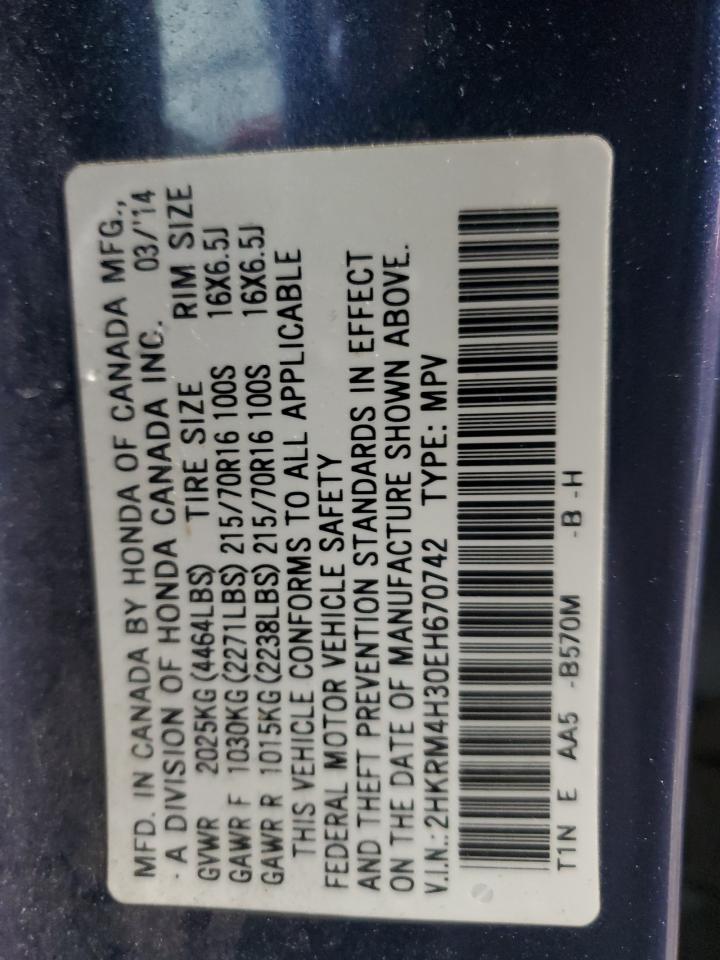 MFD. IN CANADA BY HONDA OF CANADA MFG.,
A DIVISION OF HONDA CANADA INC. 03/'14
GVWR 2025KG(4464LBS) TIRE SIZE RIM SIZE
GAWR F 1030KG(2271LBS) 215/70R16 100S 16X6.5J
GAWR R 1015KG(2238LBS) 215/70R16 100S 16X6.5J
THIS VEHICLE CONFORMS TO ALL APPLICABLE
FEDERAL MOTOR VEHICLE SAFETY
AND THEFT PREVENTION STANDARDS IN EFFECT
ON THE DATE OF MANUFACTURE SHOWN ABOVE.
V.I.N.: 2HKRM4H30EH670742 TYPE: MPV
T1N E AA5 -B570M -B -H